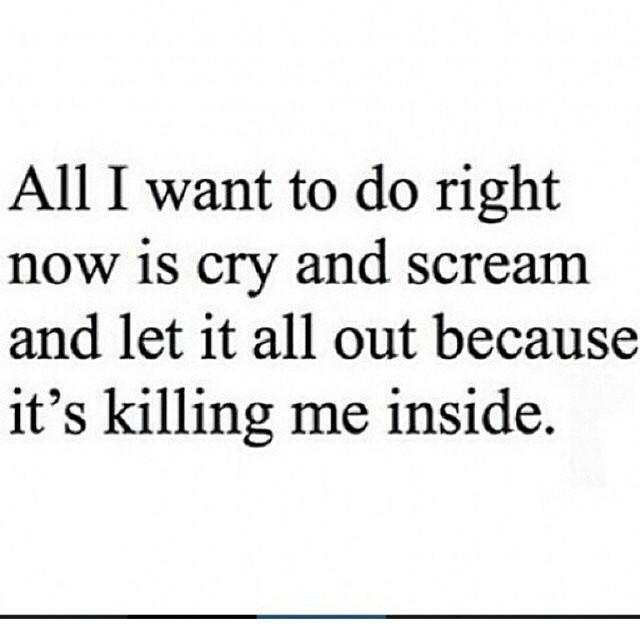 All I want to do right
now is cry and scream
and let it all out because
it’s killing me inside.